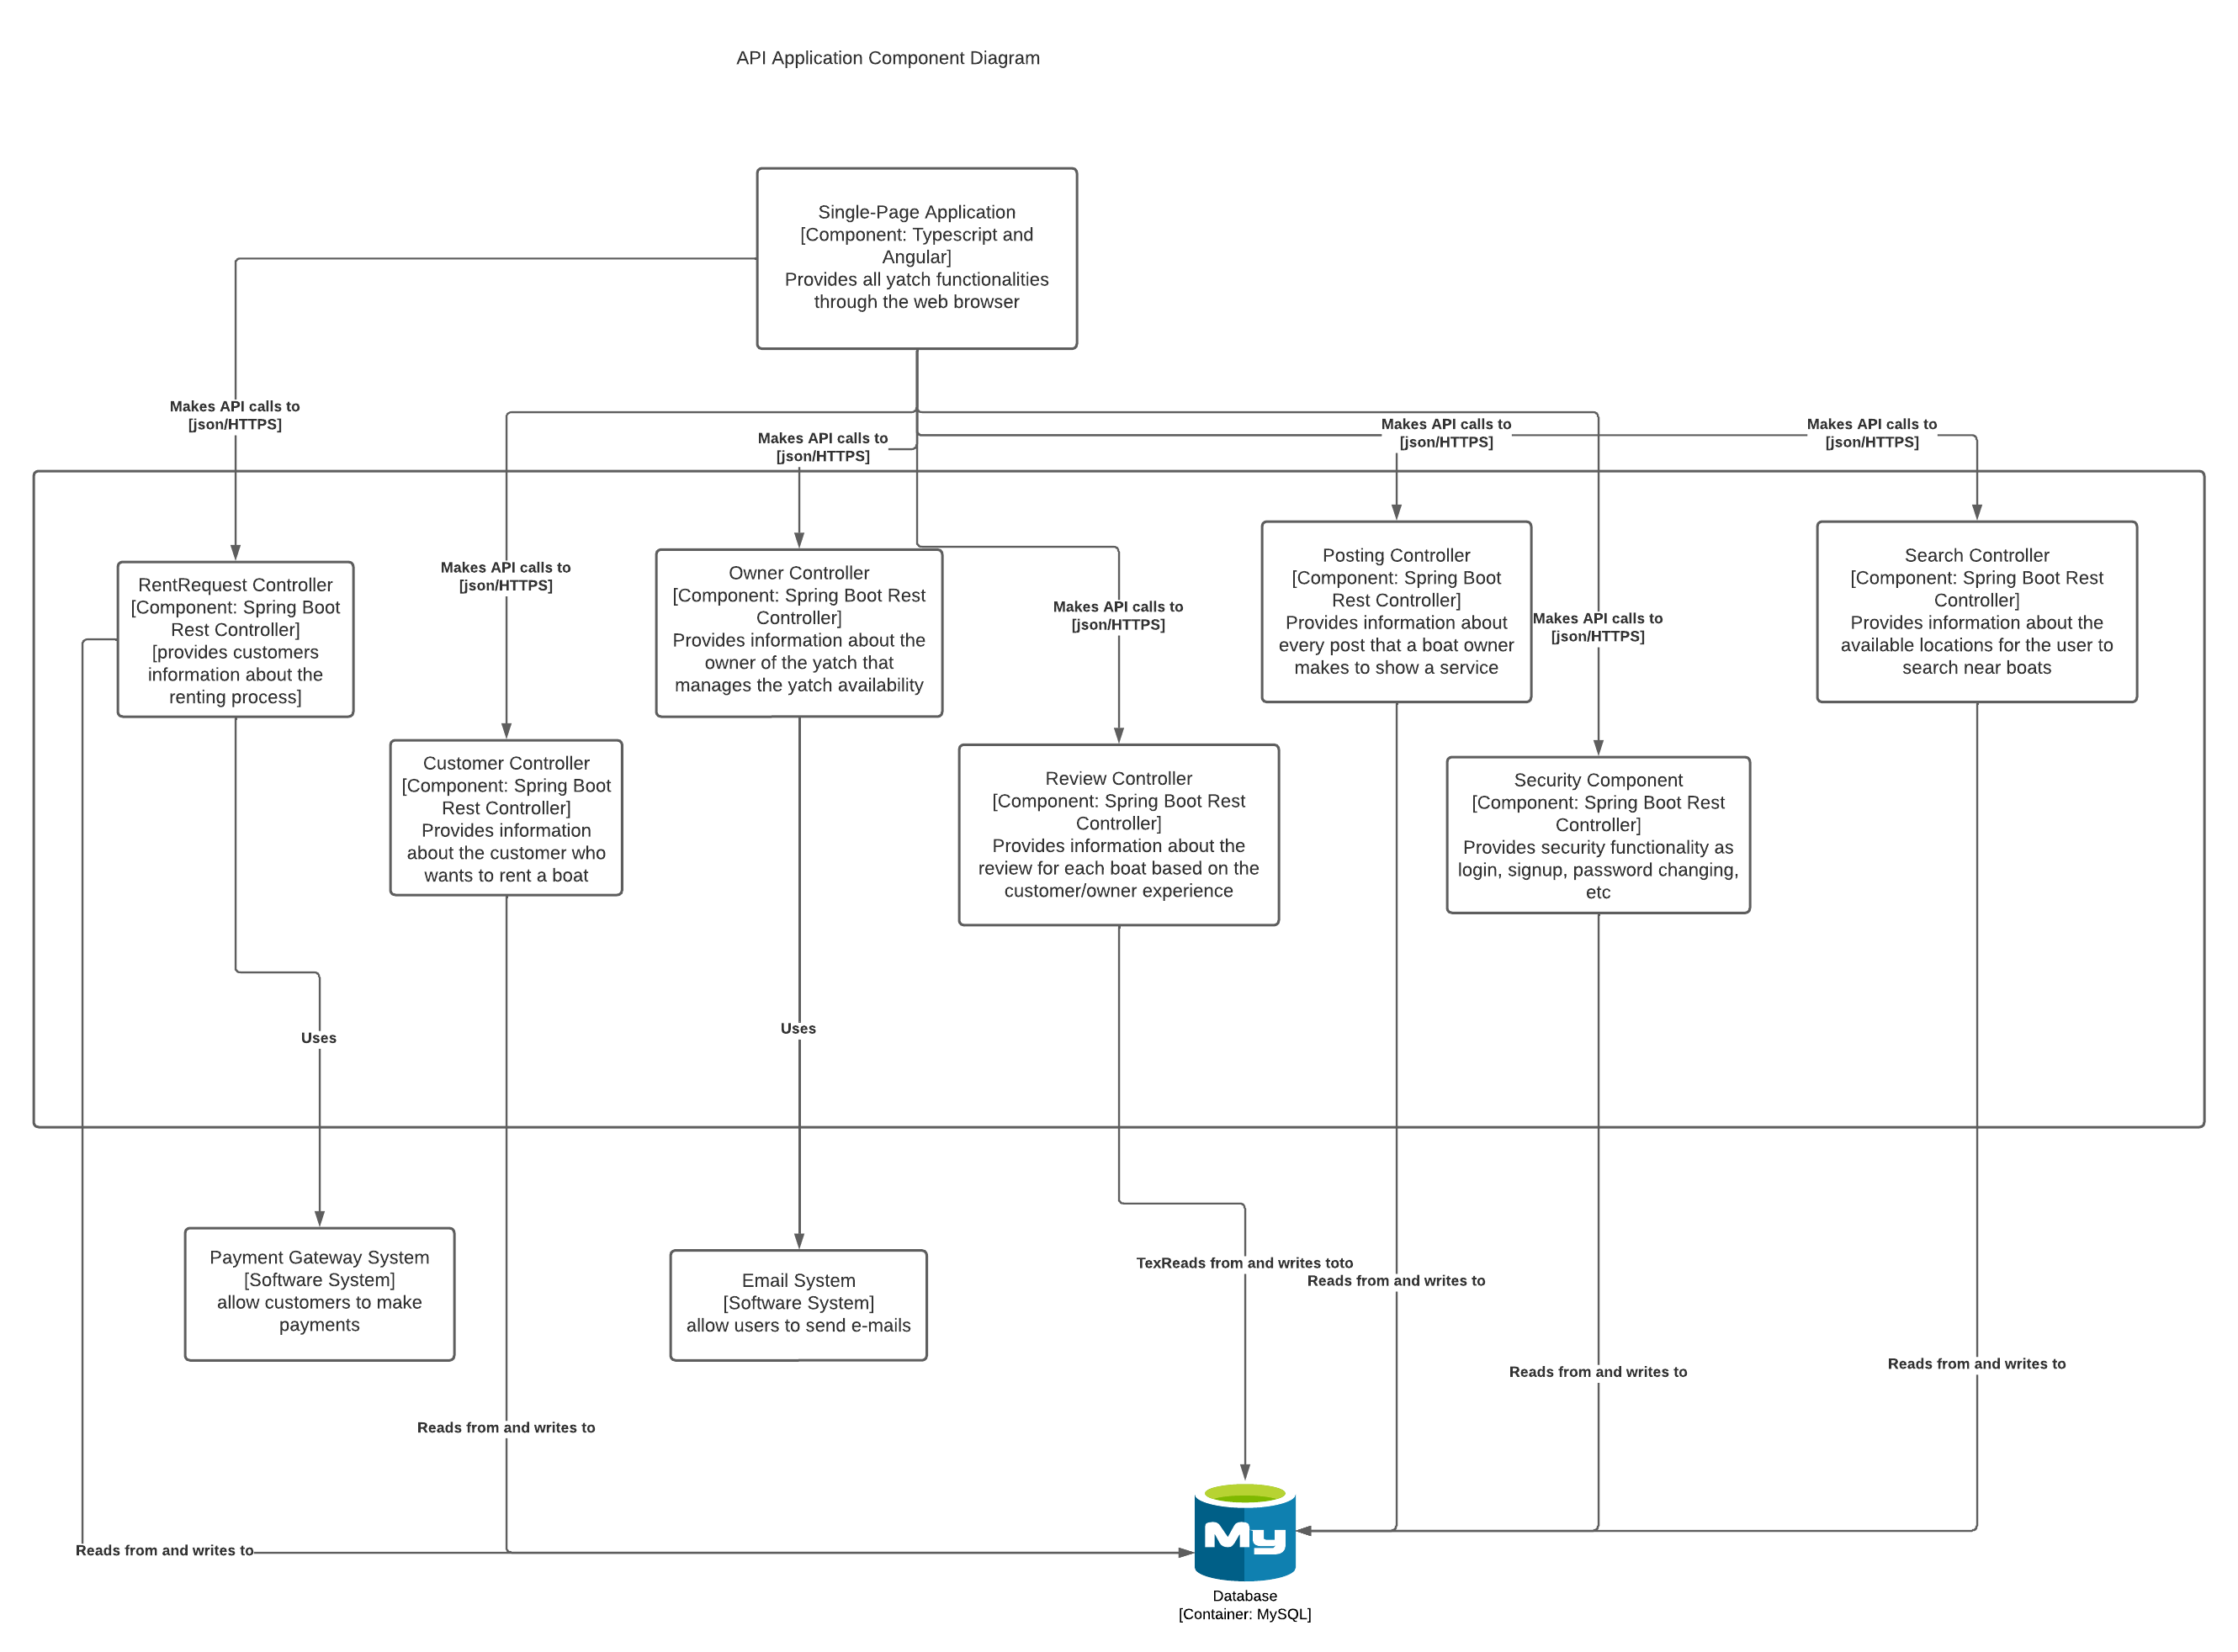 API Application Component Diagram
Single-Page Application
[Component: Typescript and
Angular]
Provides all yatch functionalities
through the web browser
Makes API calls to
[json/HTTPS]
Makes API calls to
[json/HTTPS]
Makes API calls to
[json/HTTPS]
Makes API calls to
[json/HTTPS]
Makes API calls to
[json/HTTPS]
Makes API calls to
[json/HTTPS]
Makes API calls to
[json/HTTPS]
RentRequest Controller
[Component: Spring Boot
Rest Controller]
[provides customers
information about the
renting process]
Owner Controller
[Component: Spring Boot Rest
Controller]
Provides information about the
owner of the yatch that
manages the yatch availability
Posting Controller
[Component: Spring Boot
Rest Controller]
Provides information about
every post that a boat owner
makes to show a service
Search Controller
[Component: Spring Boot Rest
Controller]
Provides information about the
available locations for the user to
search near boats
Customer Controller
[Component: Spring Boot
Rest Controller]
Provides information
about the customer who
wants to rent a boat
Review Controller
[Component: Spring Boot Rest
Controller]
Provides information about the
review for each boat based on the
customer/owner experience
Security Component
[Component: Spring Boot Rest
Controller]
Provides security functionality as
login, signup, password changing,
etc
Uses
Uses
Payment Gateway System
[Software System]
allow customers to make
payments
Email System
[Software System]
allow users to send e-mails
TexReads from and writes toto
Reads from and writes to
Reads from and writes to
Reads from and writes to
Reads from and writes to
Reads from and writes to
My
Database
[Container: MySQL]